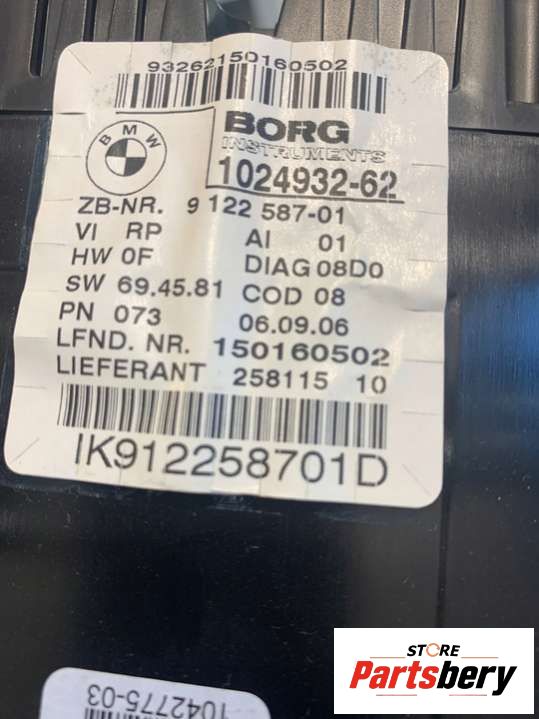 93262150160502
BMW
BORG
INSTRUMENTS
1024932-62
ZB-NR. 9 122 587-01
VI RP AI 01
HW 0F DIAG 08D0
SW 69.45.81 COD 08
PN 073 06.09.06
LFND. NR. 150160502
LIEFERANT 258115 10
IK912258701D
1042775-03
STORE
Partsbery